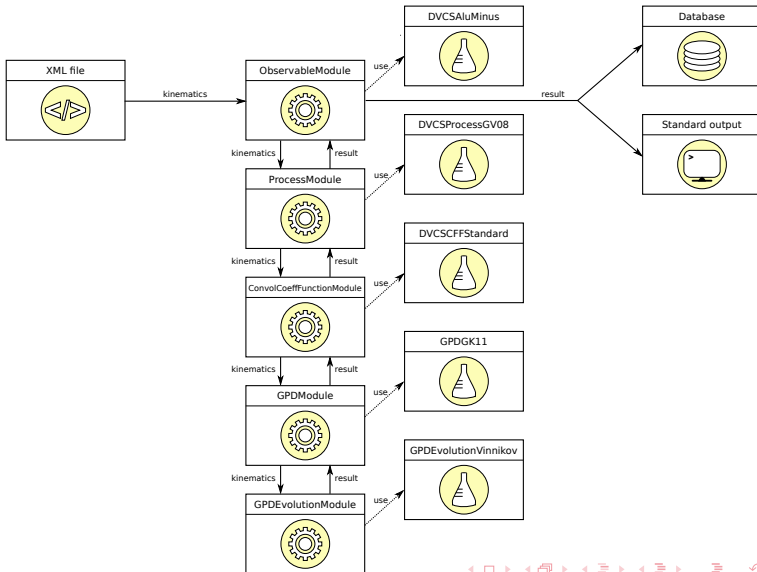 DVCSAluMinus
Database
XML file
ObservableModule
use
kinematics
result
DVCSProcessGV08
Standard output
kinematics
result
ProcessModule
use
DVCSCFFStandard
kinematics
result
ConvolCoeffFunctionModule
use
GPDGK11
kinematics
result
GPDModule
use
GPDEvolutionVinnikov
kinematics
result
GPDEvolutionModule
use